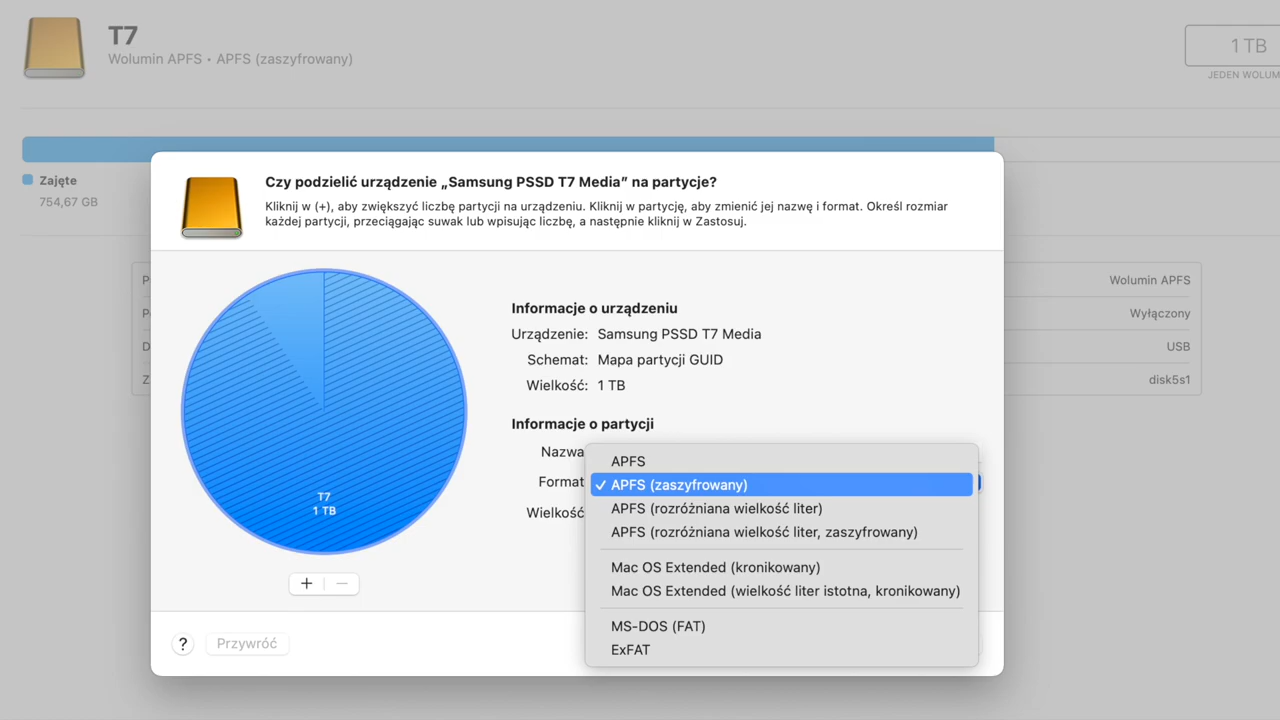 T7
Wolumin APFS • APFS (zaszyfrowany)
1 TB
JEDEN WOLUM
Zajęte
754,67 GB
Czy podzielić urządzenie „Samsung PSSD T7 Media” na partycje?
Kliknij w (+), aby zwiększyć liczbę partycji na urządzeniu. Kliknij w partycję, aby zmienić jej nazwę i format. Określ rozmiar
każdej partycji, przeciągając suwak lub wpisując liczbę, a następnie kliknij w Zastosuj.
Wolumin APFS
Wyłączony
USB
disk5s1
Informacje o urządzeniu
Urządzenie: Samsung PSSD T7 Media
Schemat: Mapa partycji GUID
Wielkość: 1 TB
Informacje o partycji
Nazwa
Format
Wielkość
APFS
✓ APFS (zaszyfrowany)
APFS (rozróżniana wielkość liter)
APFS (rozróżniana wielkość liter, zaszyfrowany)
Mac OS Extended (kronikowany)
Mac OS Extended (wielkość liter istotna, kronikowany)
MS-DOS (FAT)
ExFAT
T7
1 TB
+ −
? Przywróć